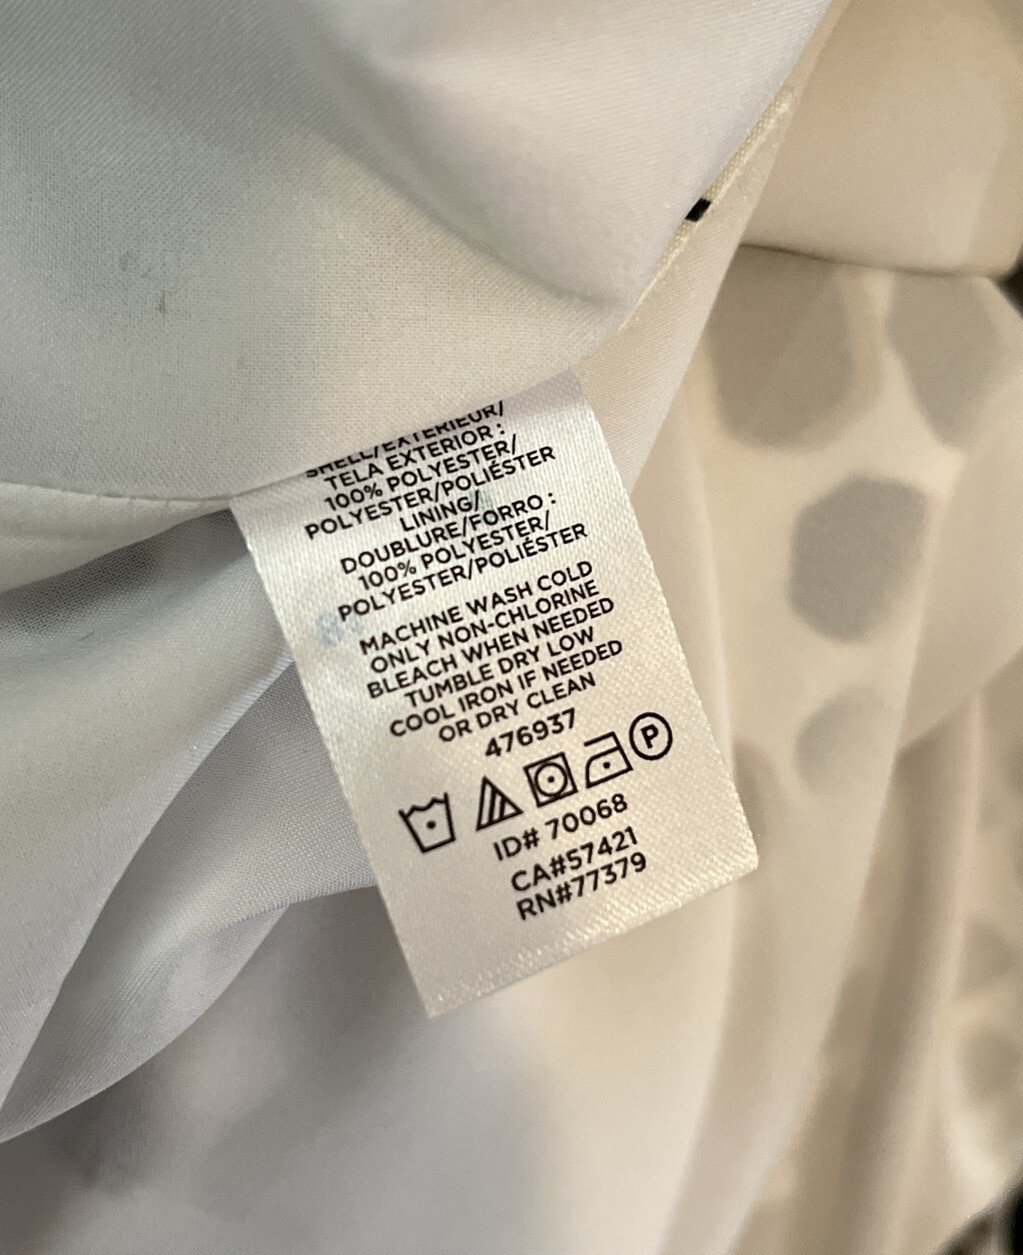 SHELL/EXTERIEUR/
TELA EXTERIOR :
100% POLYESTER/
POLYESTER/POLIÉSTER
LINING/
DOUBLURE/FORRO :
100% POLYESTER/
POLYESTER/POLIÉSTER
MACHINE WASH COLD
ONLY NON-CHLORINE
BLEACH WHEN NEEDED
TUMBLE DRY LOW
COOL IRON IF NEEDED
OR DRY CLEAN
476937
P
ID# 70068
CA#57421
RN#77379